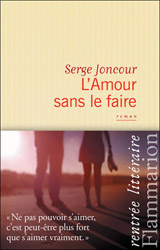 Serge Joncour
L'Amour
sans le faire
roman
rentrée littéraire
Flammarion
« Ne pas pouvoir s'aimer,
c'est peut-être plus fort
que s'aimer vraiment. »